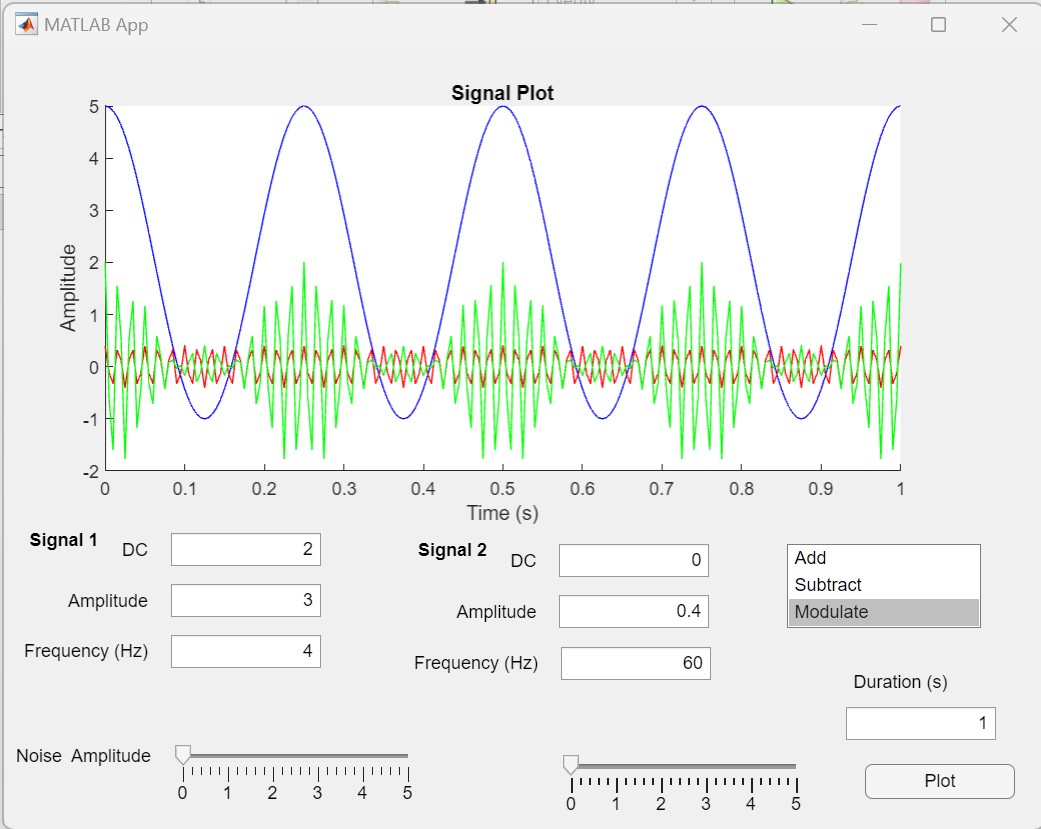 MATLAB App
Signal Plot
5
4
3
2
1
0
-1
-2
Amplitude
0 0.1 0.2 0.3 0.4 0.5 0.6 0.7 0.8 0.9 1
Time (s)
Signal 1
DC 2
Amplitude 3
Frequency (Hz) 4
Signal 2
DC 0
Amplitude 0.4
Frequency (Hz) 60
Add
Subtract
Modulate
Duration (s)
1
Noise Amplitude
0 1 2 3 4 5
0 1 2 3 4 5
Plot